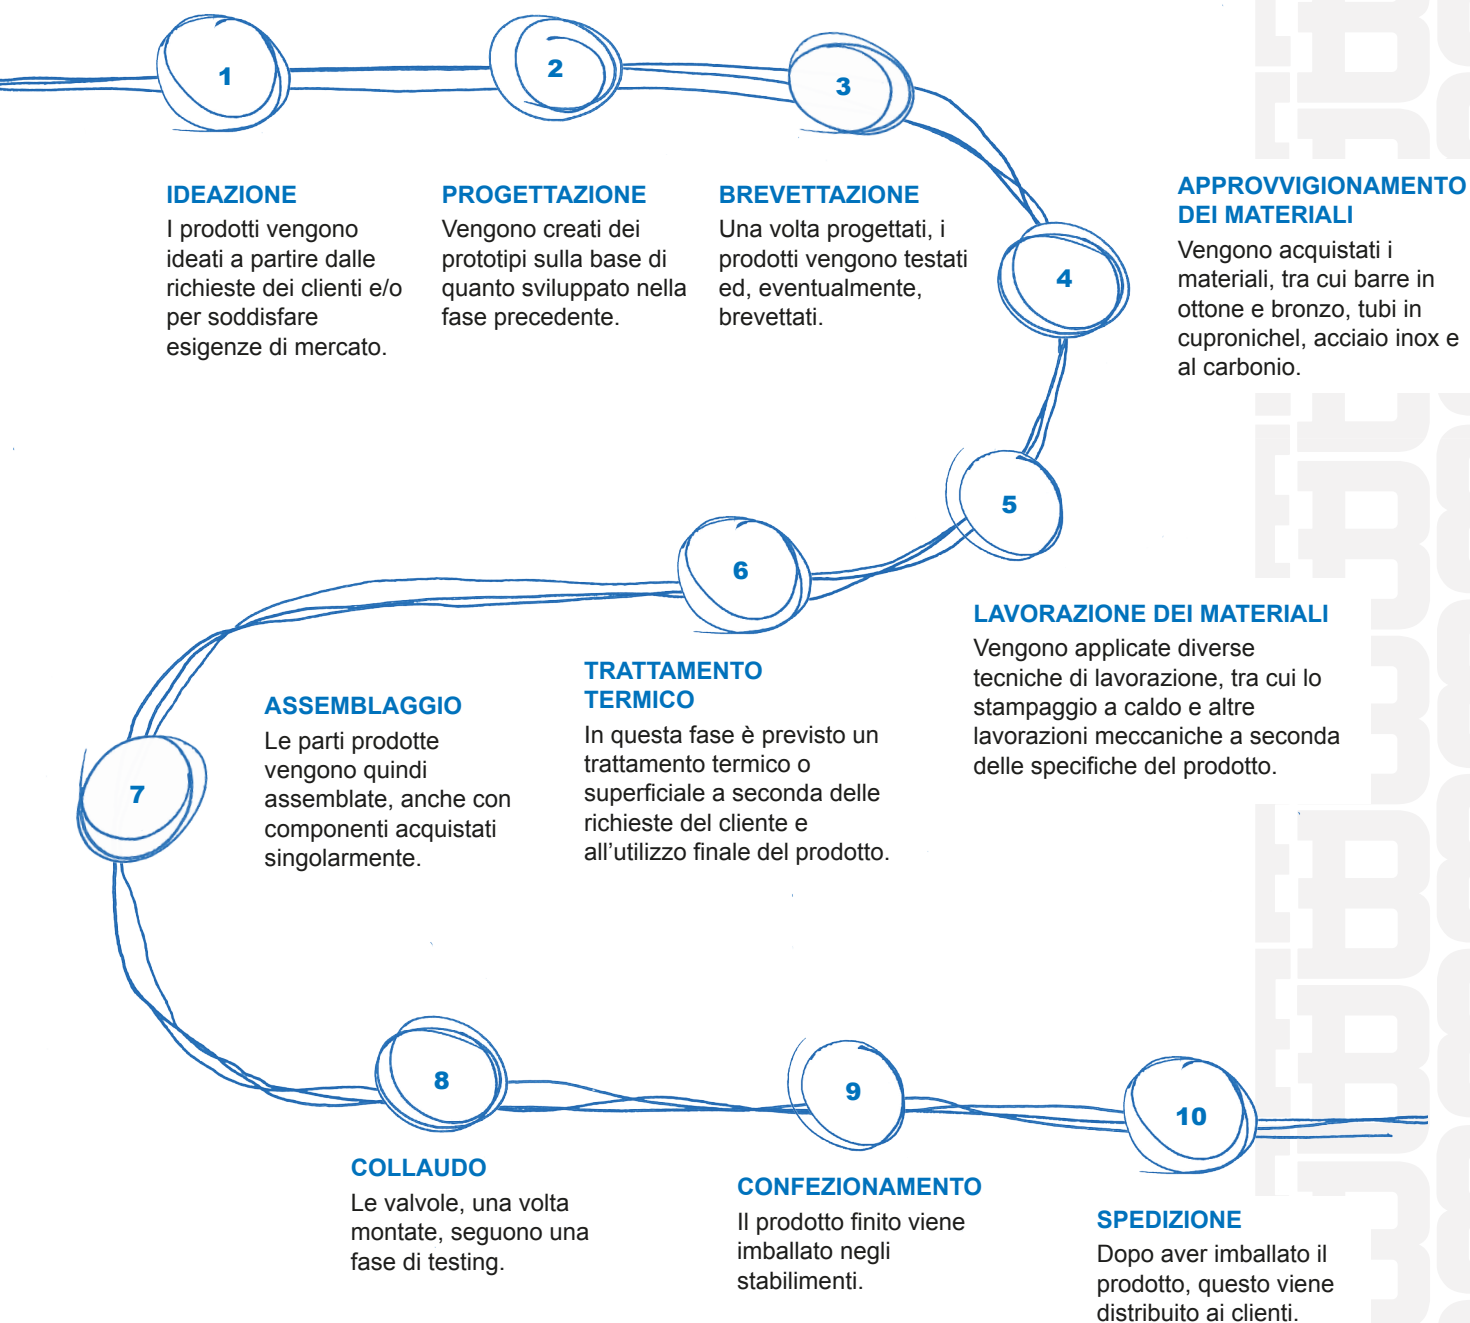 1
IDEAZIONE
I prodotti vengono
ideati a partire dalle
richieste dei clienti e/o
per soddisfare
esigenze di mercato.
2
PROGETTAZIONE
Vengono creati dei
prototipi sulla base di
quanto sviluppato nella
fase precedente.
3
BREVETTAZIONE
Una volta progettati, i
prodotti vengono testati
ed, eventualmente,
brevettati.
4
APPROVVIGIONAMENTO
DEI MATERIALI
Vengono acquistati i
materiali, tra cui barre in
ottone e bronzo, tubi in
cupronichel, acciaio inox e
al carbonio.
5
LAVORAZIONE DEI MATERIALI
Vengono applicate diverse
tecniche di lavorazione, tra cui lo
stampaggio a caldo e altre
lavorazioni meccaniche a seconda
delle specifiche del prodotto.
6
TRATTAMENTO
TERMICO
In questa fase è previsto un
trattamento termico o
superficiale a seconda delle
richieste del cliente e
all’utilizzo finale del prodotto.
7
ASSEMBLAGGIO
Le parti prodotte
vengono quindi
assemblate, anche con
componenti acquistati
singolarmente.
8
COLLAUDO
Le valvole, una volta
montate, seguono una
fase di testing.
9
CONFEZIONAMENTO
Il prodotto finito viene
imballato negli
stabilimenti.
10
SPEDIZIONE
Dopo aver imballato il
prodotto, questo viene
distribuito ai clienti.